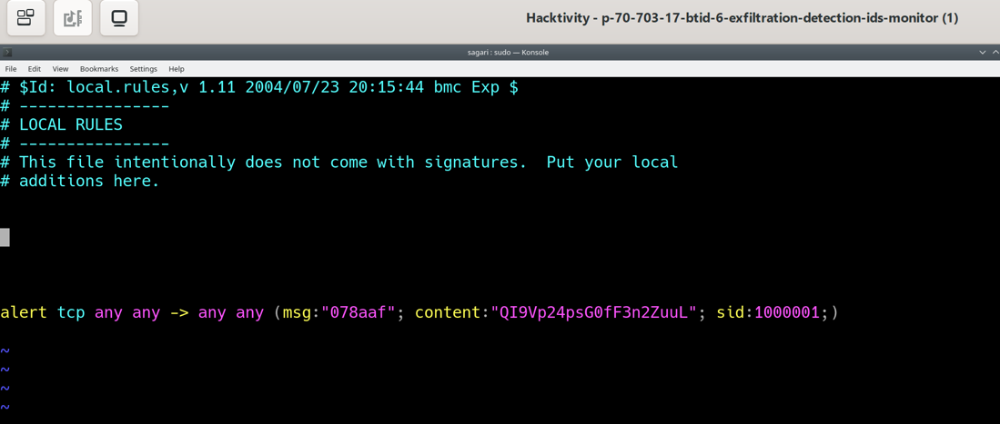 Hacktivity - p-70-703-17-btid-6-exfiltration-detection-ids-monitor (1)
sagari : sudo — Konsole
File Edit View Bookmarks Settings Help
# $Id: local.rules,v 1.11 2004/07/23 20:15:44 bmc Exp $
# ----------------
# LOCAL RULES
# ----------------
# This file intentionally does not come with signatures.  Put your local
# additions here.
alert tcp any any -> any any (msg:"078aaf"; content:"QI9Vp24psG0fF3n2ZuuL"; sid:1000001;)
~
~
~
~